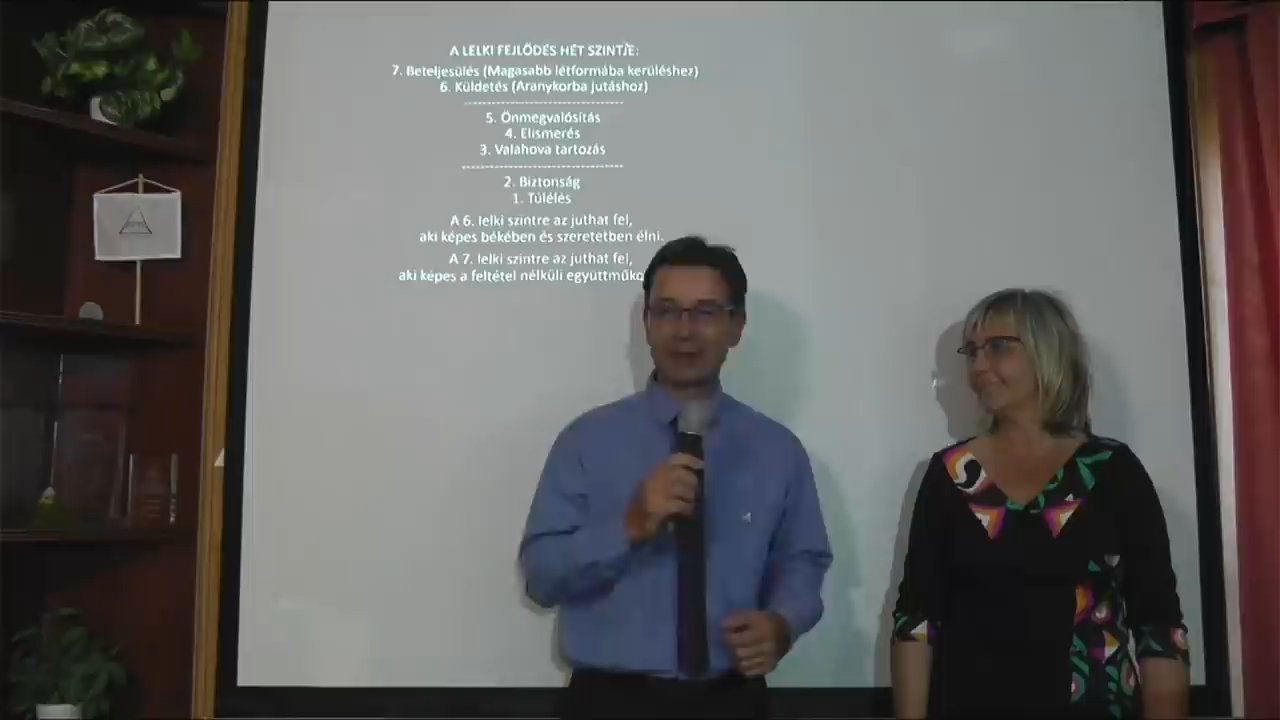 A LELKI FEJLŐDÉS HÉT SZINTJE:
7. Beteljesülés (Magasabb létformába kerüléshez)
6. Küldetés (Aranykorba jutáshoz)
5. Önmegvalósítás
4. Elismerés
3. Valahova tartozás
2. Biztonság
1. Túlélés
A 6. lelki szintre az juthat fel,
aki képes békében és szeretetben élni.
A 7. lelki szintre az juthat fel,
aki képes a feltétel nélküli együttműkö